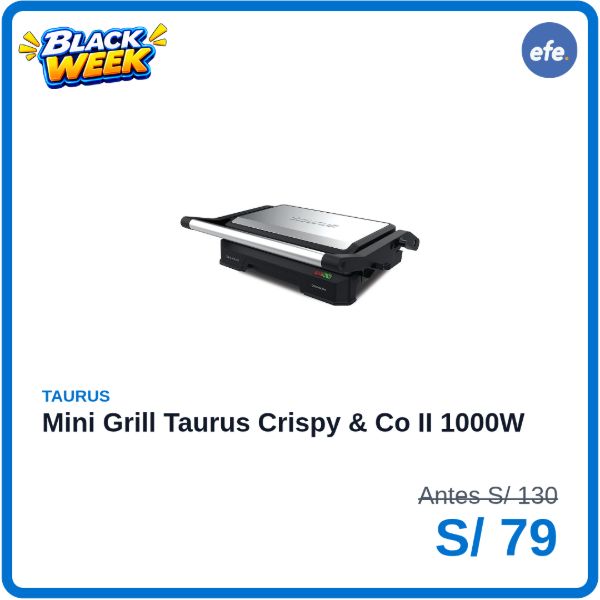 BLACK
WEEK
efe.
TAURUS
Mini Grill Taurus Crispy & Co II 1000W
Antes S/ 130
S/ 79